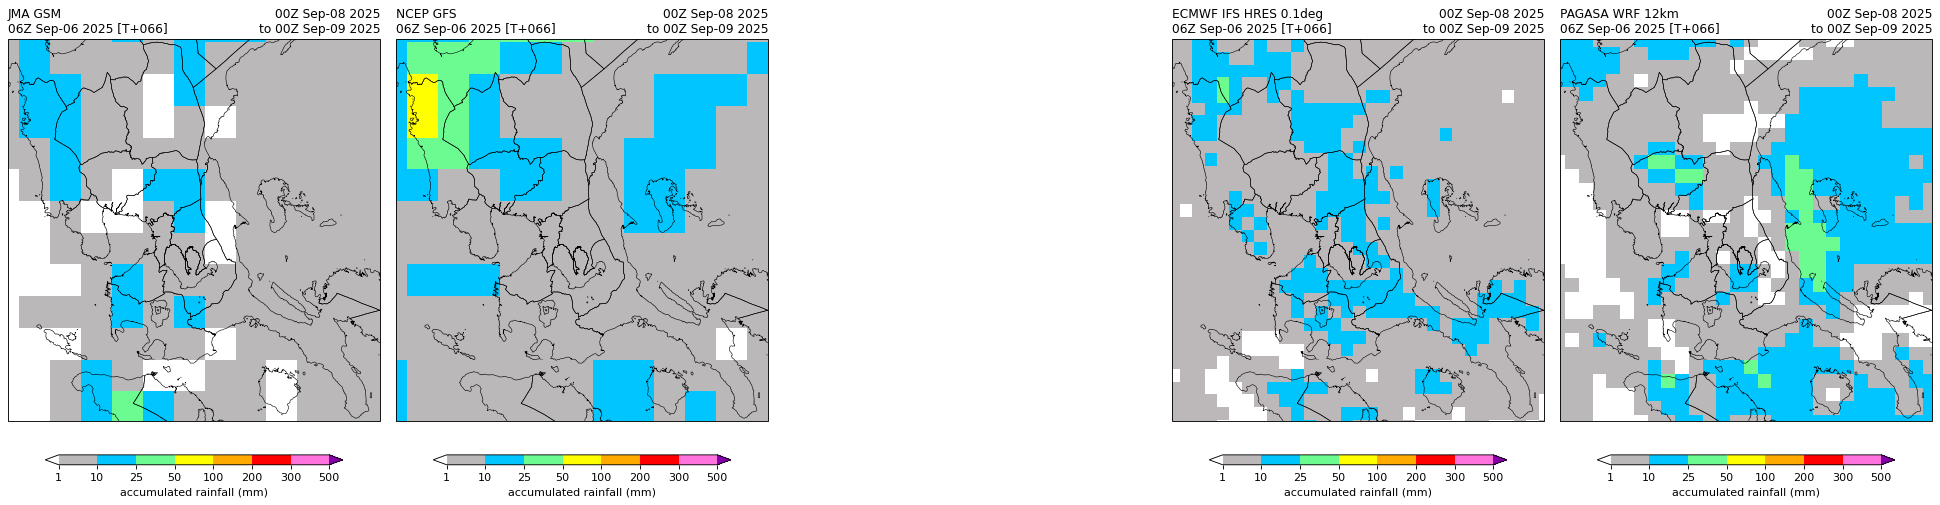 JMA GSM 00Z Sep-08 2025
06Z Sep-06 2025 [T+066] to 00Z Sep-09 2025
1 10 25 50 100 200 300 500
accumulated rainfall (mm)
NCEP GFS 00Z Sep-08 2025
06Z Sep-06 2025 [T+066] to 00Z Sep-09 2025
1 10 25 50 100 200 300 500
accumulated rainfall (mm)
ECMWF IFS HRES 0.1deg 00Z Sep-08 2025
06Z Sep-06 2025 [T+066] to 00Z Sep-09 2025
1 10 25 50 100 200 300 500
accumulated rainfall (mm)
PAGASA WRF 12km 00Z Sep-08 2025
06Z Sep-06 2025 [T+066] to 00Z Sep-09 2025
1 10 25 50 100 200 300 500
accumulated rainfall (mm)